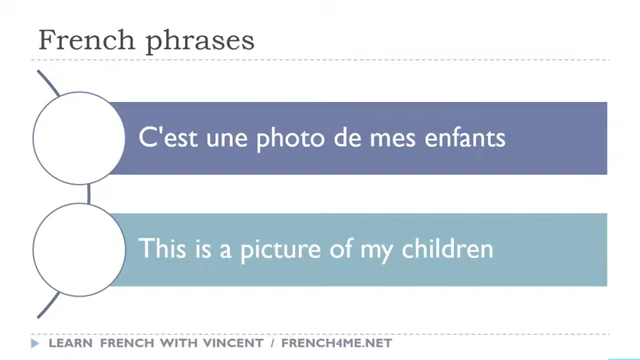 French phrases
C'est une photo de mes enfants
This is a picture of my children
LEARN FRENCH WITH VINCENT / FRENCH4ME.NET